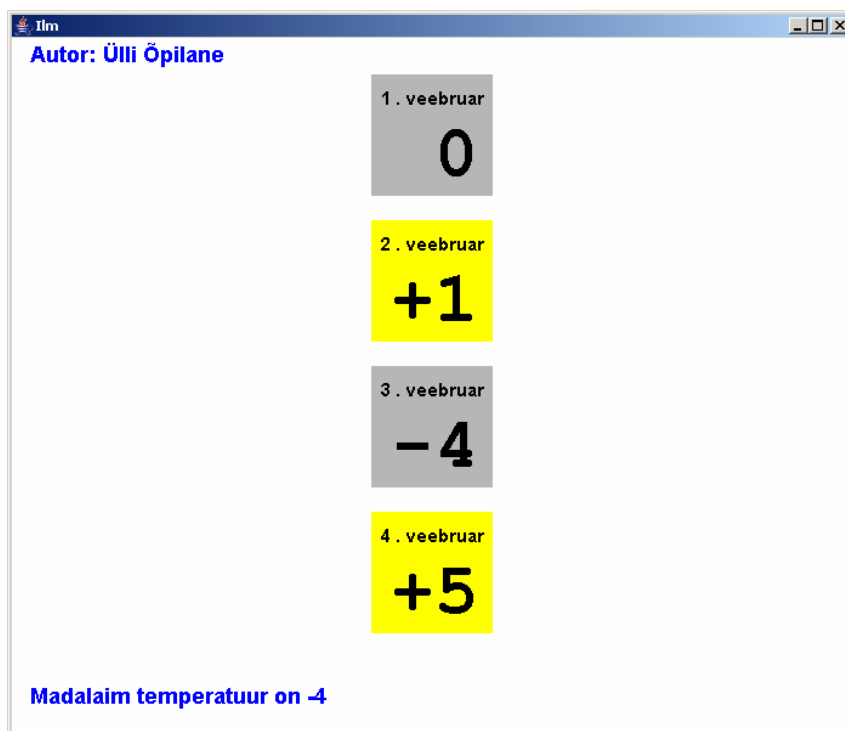 Ilm
Autor: Ülli Õpilane
1 . veebruar
0
2 . veebruar
+1
3 . veebruar
-4
4 . veebruar
+5
Madalaim temperatuur on -4